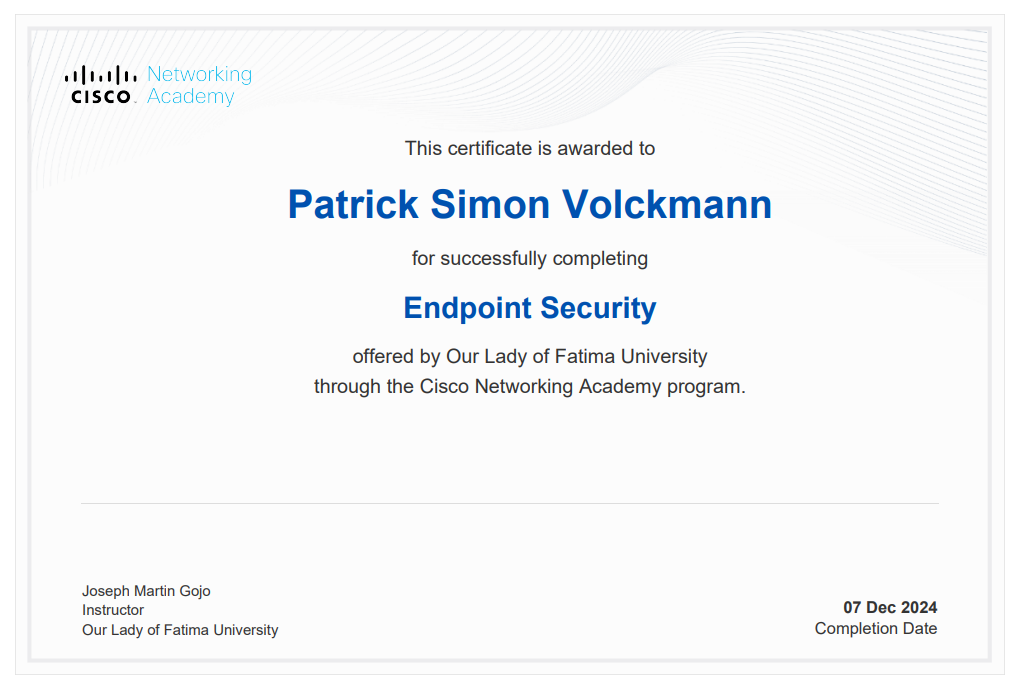 Networking
CISCO Academy
This certificate is awarded to
Patrick Simon Volckmann
for successfully completing
Endpoint Security
offered by Our Lady of Fatima University
through the Cisco Networking Academy program.
Joseph Martin Gojo
Instructor
Our Lady of Fatima University
07 Dec 2024
Completion Date